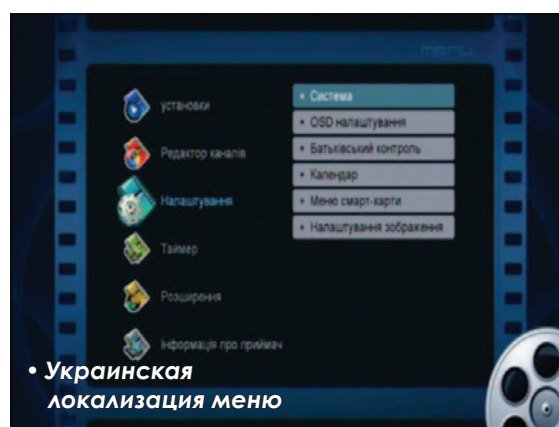 menu
установки
Редактор каналів
Налаштування
Таймер
Розширення
Інформація про приймач
• Система
• OSD налаштування
• Батьківський контроль
• Календар
• Меню смарт-карти
• Налаштування зображення
• Украинская
локализация меню